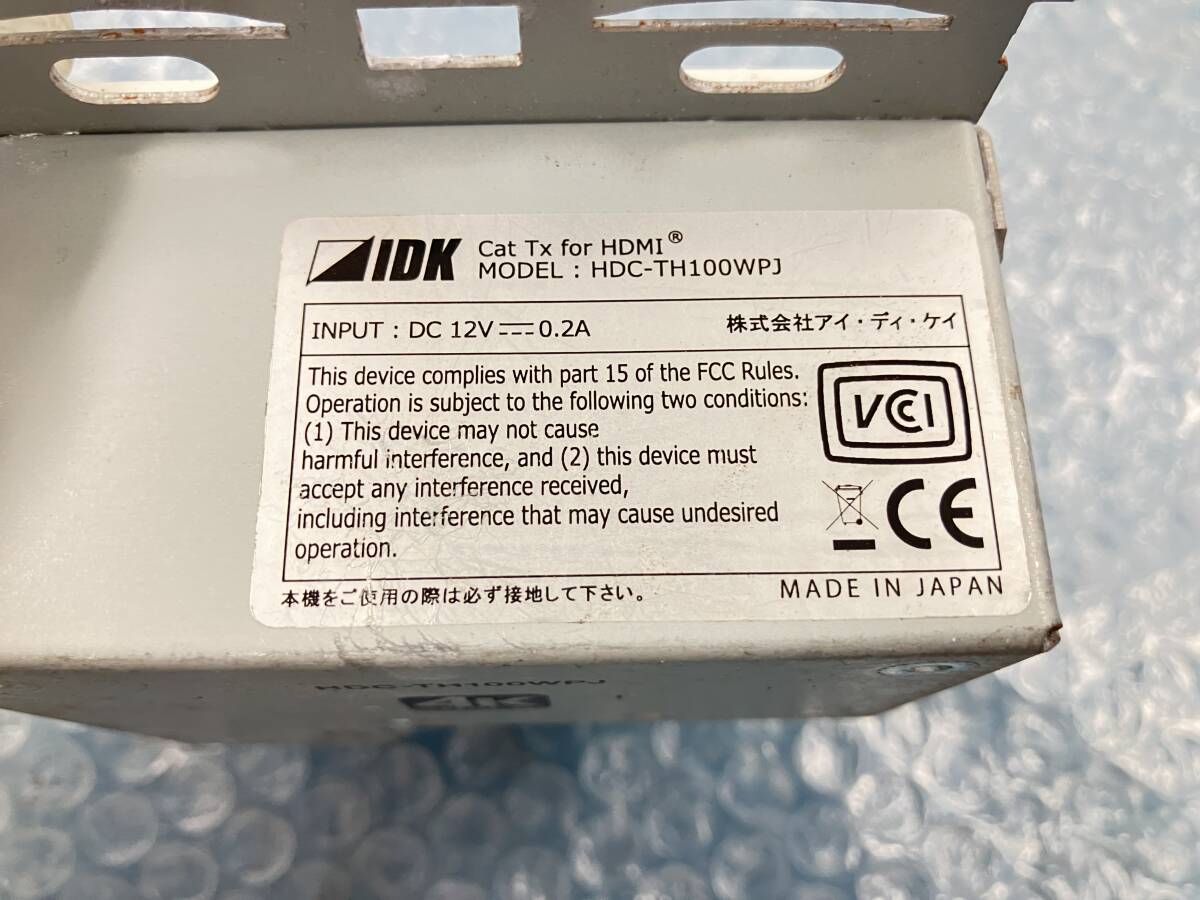 IDK
Cat Tx for HDMI®
MODEL : HDC-TH100WPJ
INPUT : DC 12V⎓0.2A
株式会社アイ・ディ・ケイ
This device complies with part 15 of the FCC Rules.
Operation is subject to the following two conditions:
(1) This device may not cause
harmful interference, and (2) this device must
accept any interference received,
including interference that may cause undesired
operation.
VCCI
CE
本機をご使用の際は必ず接地して下さい。
MADE IN JAPAN
HDC-TH100WPJ
4K